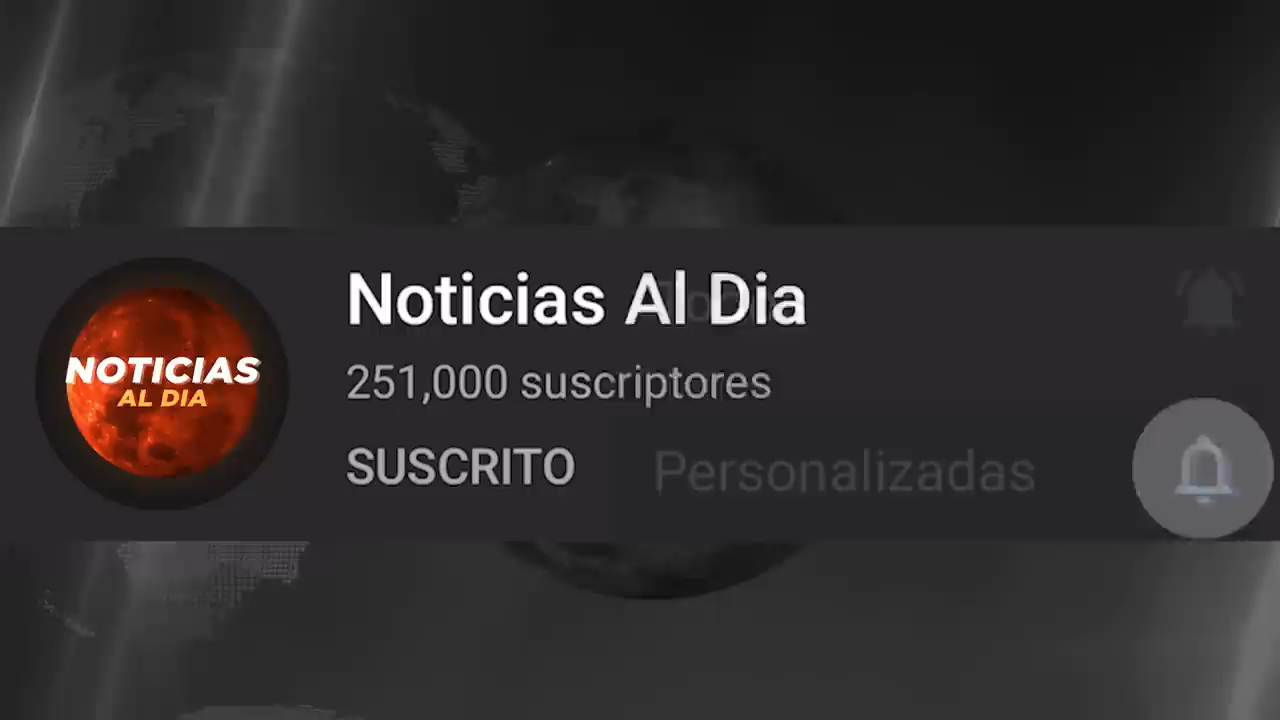 NOTICIAS
AL DIA
Noticias Al Dia
251,000 suscriptores
SUSCRITO
Personalizadas